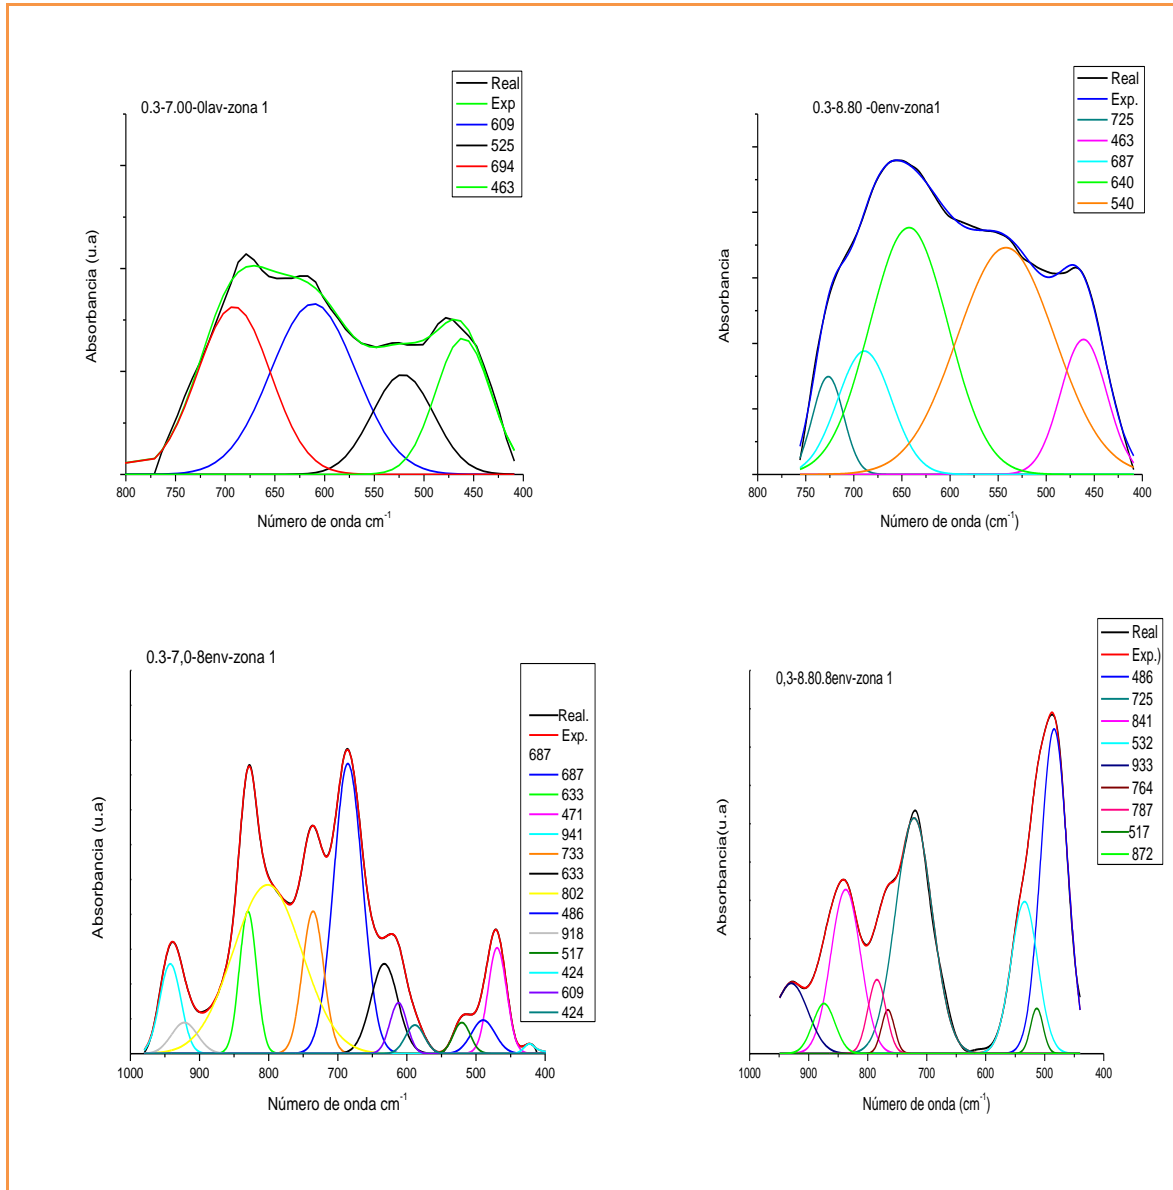 0.3-7.00-0lav-zona 1
Real
Exp
609
525
694
463
Absorbancia (u.a)
800 750 700 650 600 550 500 450 400
Número de onda cm-1
0.3-8.80 -0env-zona1
Real
Exp.
725
463
687
640
540
Absorbancia
800 750 700 650 600 550 500 450 400
Número de onda (cm-1)
0.3-7,0-8env-zona 1
Real.
Exp.
687
687
633
471
941
733
633
802
486
918
517
424
609
424
Absorbancia (u.a)
1000 900 800 700 600 500 400
Número de onda cm-1
0,3-8.80.8env-zona 1
Real
Exp.)
486
725
841
532
933
764
787
517
872
Absorbancia(u.a)
1000 900 800 700 600 500 400
Número de onda (cm-1)